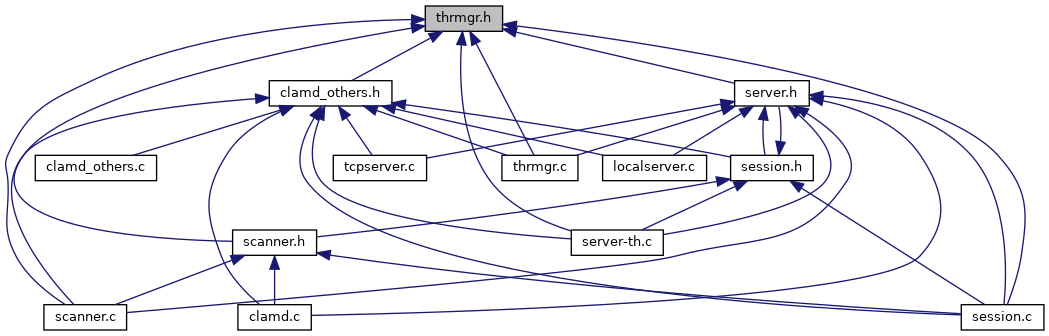 thrmgr.h
clamd_others.h
server.h
clamd_others.c
tcpserver.c
thrmgr.c
localserver.c
session.h
scanner.h
server-th.c
scanner.c
clamd.c
session.c